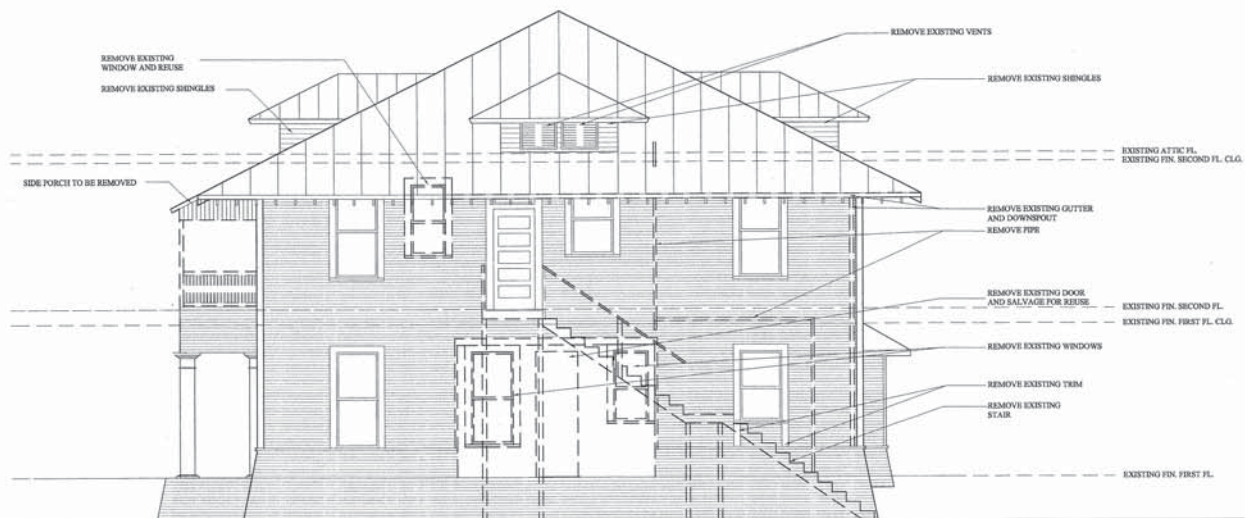 REMOVE EXISTING VENTS
REMOVE EXISTING
WINDOW AND REUSE
REMOVE EXISTING SHINGLES
REMOVE EXISTING SHINGLES
EXISTING ATTIC FL.
EXISTING FIN. SECOND FL. CLG.
SIDE PORCH TO BE REMOVED
REMOVE EXISTING GUTTER
AND DOWNSPOUT
REMOVE PIPE
REMOVE EXISTING DOOR
AND SALVAGE FOR REUSE
EXISTING FIN. SECOND FL.
EXISTING FIN. FIRST FL. CLG.
REMOVE EXISTING WINDOWS
REMOVE EXISTING TRIM
REMOVE EXISTING
STAIR
EXISTING FIN. FIRST FL.